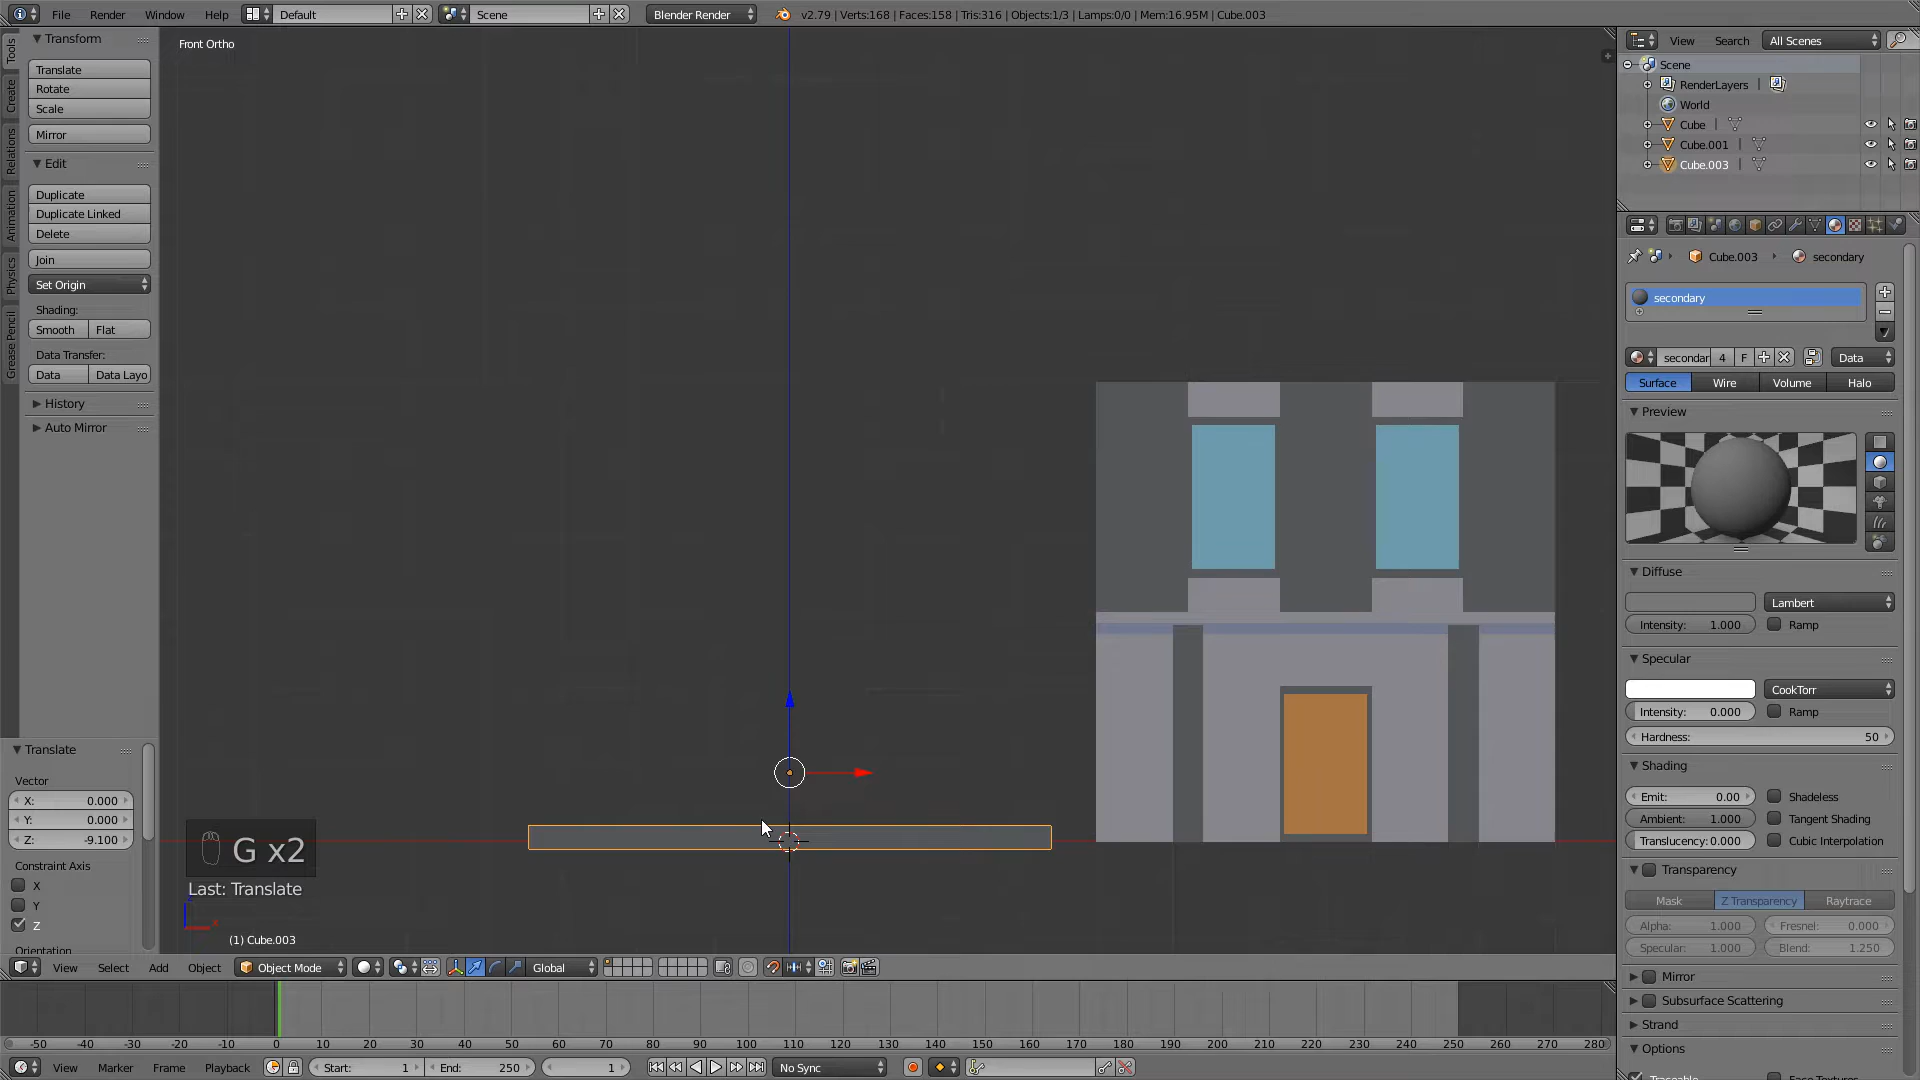 File Render Window Help Default Scene Blender Render v2.79 | Verts:168 | Faces:158 | Tris:316 | Objects:1/3 | Lamps:0/0 | Mem:16.95M | Cube.003
Tools
Create
Relations
Animation
Physics
Grease Pencil
Transform
Translate
Rotate
Scale
Mirror
Edit
Duplicate
Duplicate Linked
Delete
Join
Set Origin
Shading:
Smooth Flat
Data Transfer:
Data Data Layo
History
Auto Mirror
Translate
Vector
X: 0.000
Y: 0.000
Z: -9.100
Constraint Axis
X
Y
Z
Orientation
Front Ortho
G x2
Last: Translate
(1) Cube.003
View Select Add Object Object Mode Global
-50 -40 -30 -20 -10 0 10 20 30 40 50 60 70 80 90 100 110 120 130 140 150 160 170 180 190 200 210 220 230 240 250 260 270 280
View Marker Frame Playback Start: 1 End: 250 1 No Sync
View Search All Scenes
Scene
RenderLayers |
World
Cube |
Cube.001 |
Cube.003 |
Cube.003 secondary
secondary
secondar 4 F Data
Surface Wire Volume Halo
Preview
Diffuse
Lambert
Intensity: 1.000 Ramp
Specular
CookTorr
Intensity: 0.000 Ramp
Hardness: 50
Shading
Emit: 0.00 Shadeless
Ambient: 1.000 Tangent Shading
Translucency: 0.000 Cubic Interpolation
Transparency
Mask Z Transparency Raytrace
Alpha: 1.000 Fresnel: 0.000
Specular: 1.000 Blend: 1.250
Mirror
Subsurface Scattering
Strand
Options